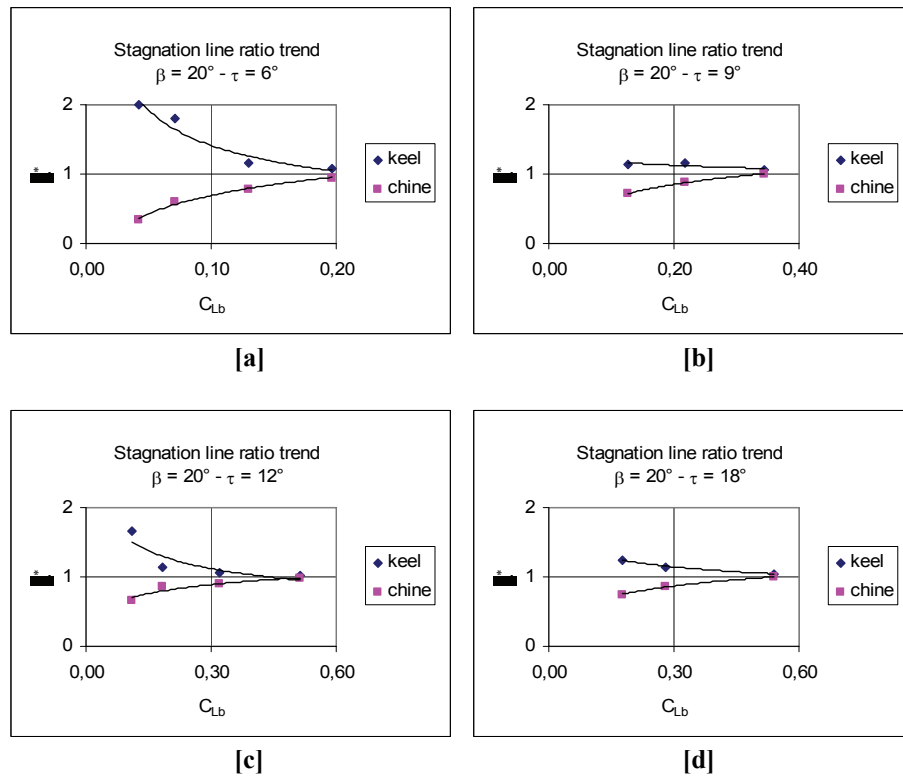 Stagnation line ratio trend
β = 20° - τ = 6°
2
1
0
0,00 0,10 0,20
C_Lb
*
keel
chine
[a]
Stagnation line ratio trend
β = 20° - τ = 9°
2
1
0
0,00 0,20 0,40
C_Lb
*
keel
chine
[b]
Stagnation line ratio trend
β = 20° - τ = 12°
2
1
0
0,00 0,30 0,60
C_Lb
*
keel
chine
[c]
Stagnation line ratio trend
β = 20° - τ = 18°
2
1
0
0,00 0,30 0,60
C_Lb
*
keel
chine
[d]